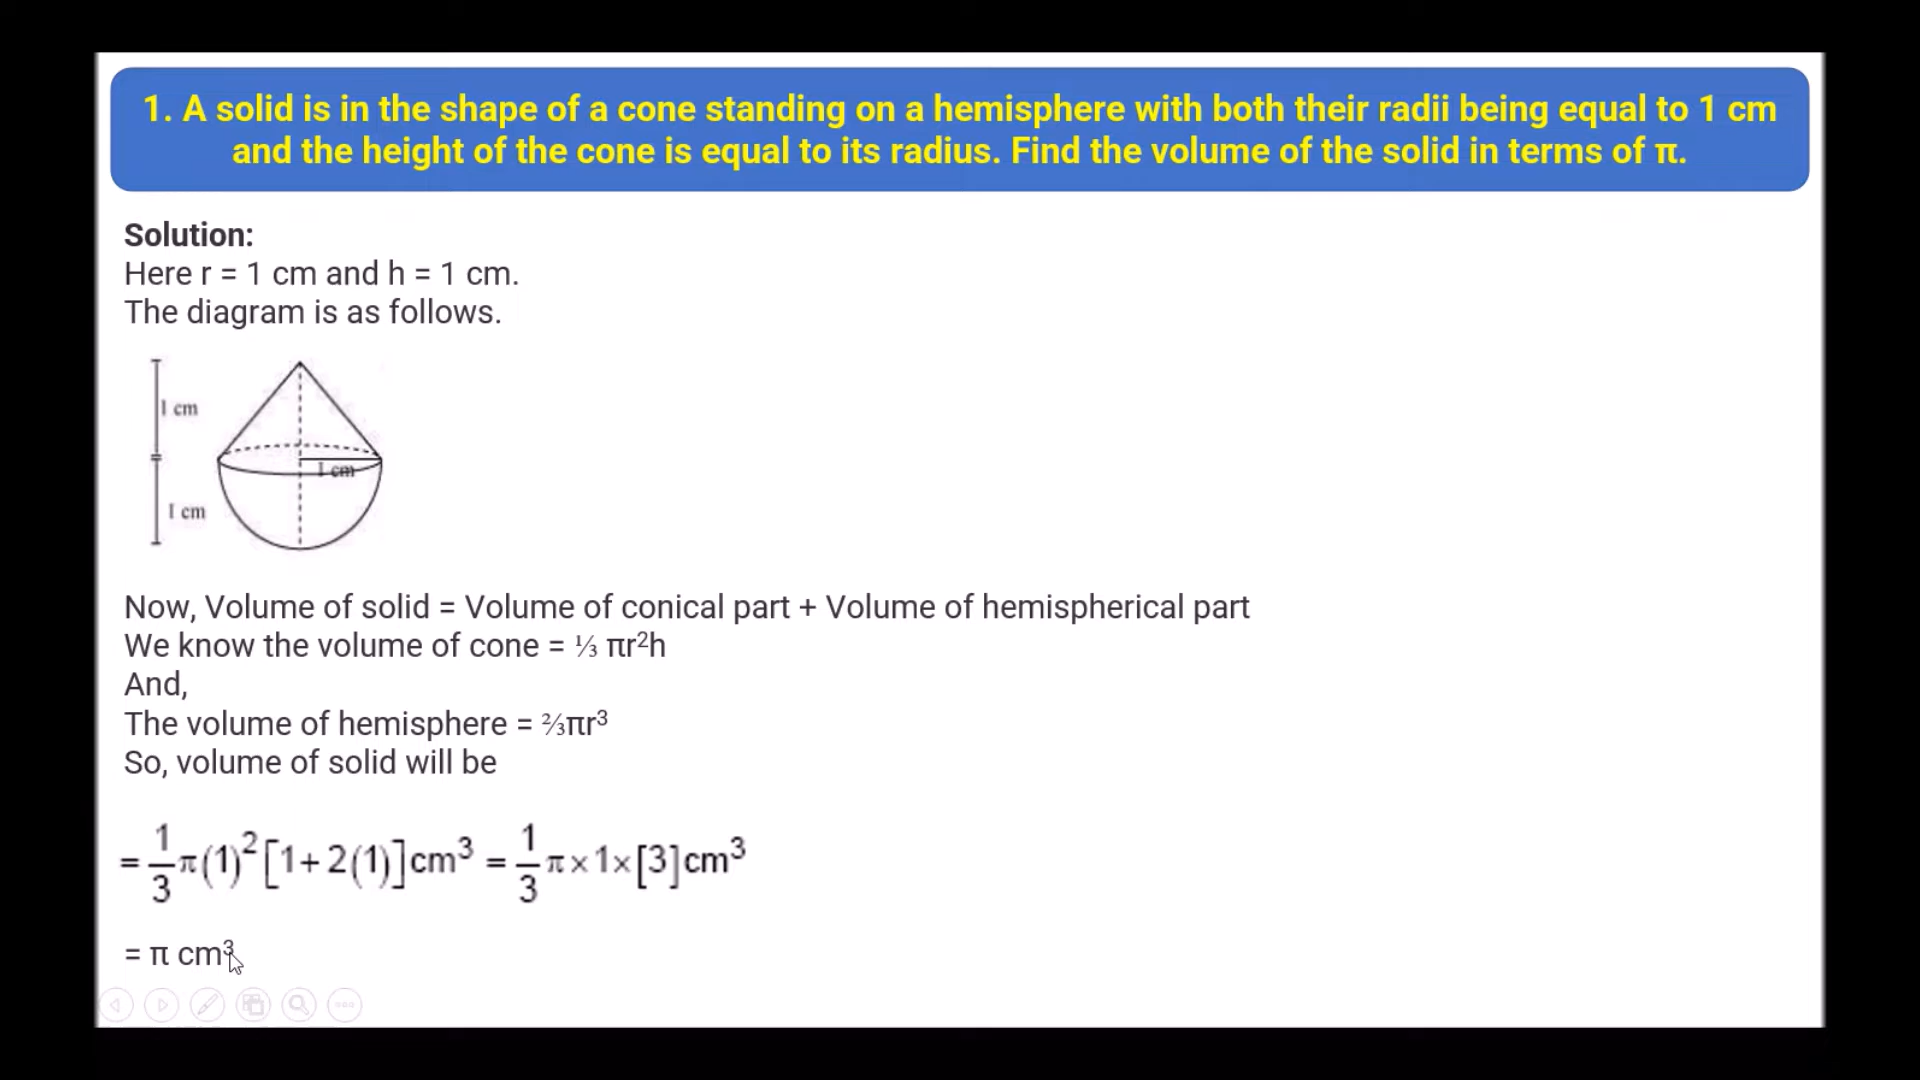 1. A solid is in the shape of a cone standing on a hemisphere with both their radii being equal to 1 cm
and the height of the cone is equal to its radius. Find the volume of the solid in terms of π.
Solution:
Here r = 1 cm and h = 1 cm.
The diagram is as follows.
1 cm
1 cm
1 cm
Now, Volume of solid = Volume of conical part + Volume of hemispherical part
We know the volume of cone = ⅓ πr²h
And,
The volume of hemisphere = ⅔πr³
So, volume of solid will be
= 1/3 π(1)²[1+2(1)]cm³ = 1/3 π×1×[3]cm³
= π cm³